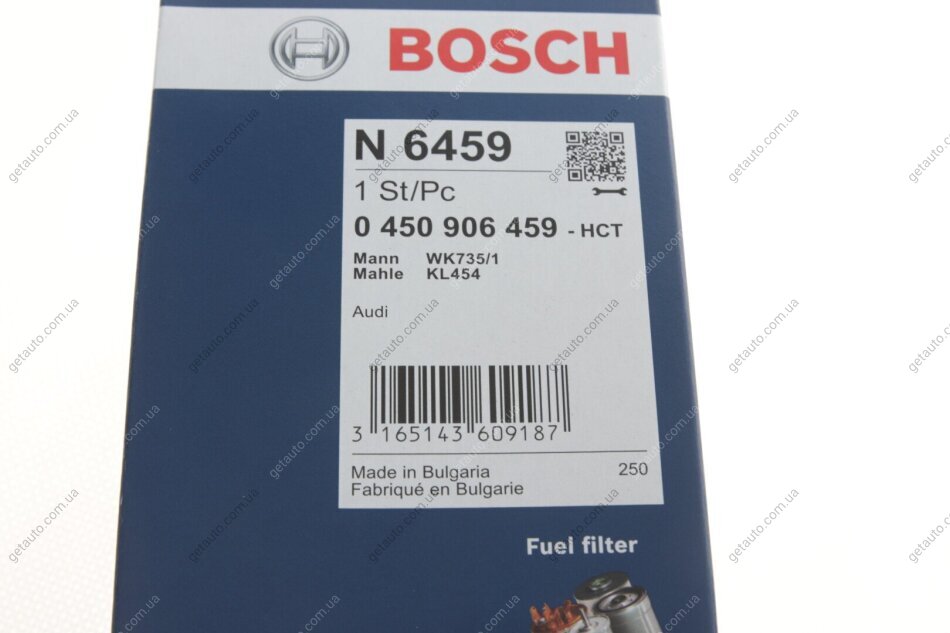 BOSCH
N 6459
1 St/Pc
0 450 906 459 - HCT
Mann WK735/1
Mahle KL454
Audi
3 165143 609187
Made in Bulgaria 250
Fabriqué en Bulgarie
Fuel filter
getauto.com.ua